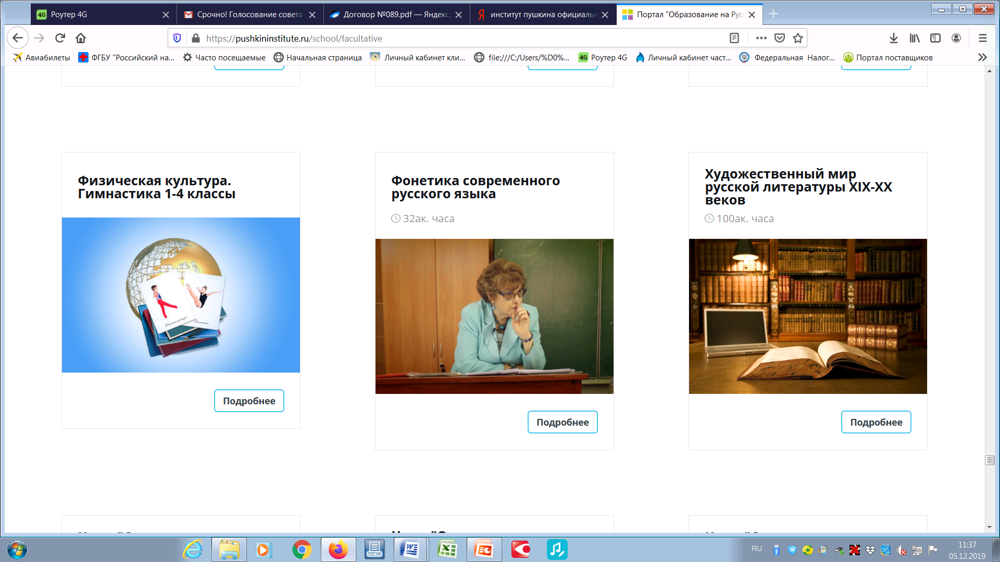 Роутер 4G
Срочно! Голосование совета
Договор №089.pdf — Яндекс.
институт пушкина официальн
Портал "Образование на Рус
https://pushkininstitute.ru/school/facultative
Авиабилеты
ФГБУ "Российский на...
Часто посещаемые
Начальная страница
Личный кабинет кли...
file:///C:/Users/%D0%...
4G Роутер 4G
Личный кабинет част...
Федеральная Налог...
Портал поставщиков
Физическая культура.
Гимнастика 1-4 классы
Подробнее
Фонетика современного
русского языка
32ак. часа
Подробнее
Художественный мир
русской литературы XIX-XX
веков
100ак. часа
Подробнее
RU
11:37
05.12.2019